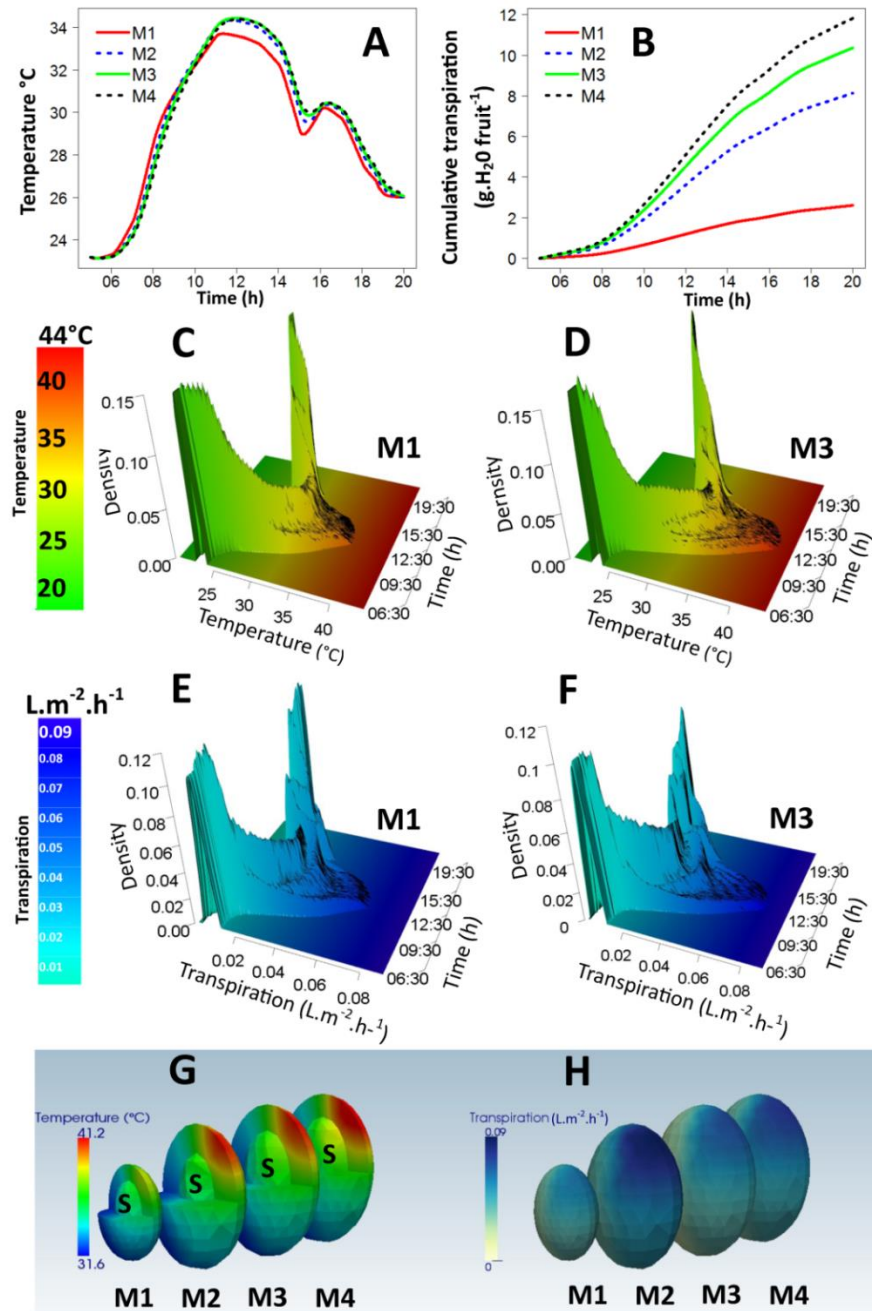 A
M1
M2
M3
M4
Temperature °C
34
32
30
28
26
24
06 08 10 12 14 16 18 20
Time (h)
B
M1
M2
M3
M4
Cumulative transpiration
(g.H₂0 fruit⁻¹)
12
10
8
6
4
2
0
06 08 10 12 14 16 18 20
Time (h)
44°C
40
35
30
25
20
Temperature
C
M1
Density
0.15
0.10
0.05
0.00
25 30 35 40
Temperature (°C)
06:30 09:30 12:30 15:30 19:30
Time (h)
D
M3
Density
0.15
0.10
0.05
0.00
25 30 35 40
Temperature (°C)
06:30 09:30 12:30 15:30 19:30
Time (h)
L.m⁻².h⁻¹
0.09
0.08
0.07
0.06
0.05
0.04
0.03
0.02
0.01
Transpiration
E
M1
Density
0.12
0.10
0.08
0.06
0.04
0.02
0.00
0.02 0.04 0.06 0.08
Transpiration (L.m⁻².h-¹)
06:30 09:30 12:30 15:30 19:30
Time (h)
F
M3
Density
0.12
0.1
0.08
0.06
0.04
0.02
0
0.02 0.04 0.06 0.08
Transpiration (L.m⁻².h-¹)
06:30 09:30 12:30 15:30 19:30
Time (h)
G
Temperature (°C)
41.2
31.6
S S S S
M1 M2 M3 M4
H
Transpiration (L.m⁻².h⁻¹)
0.09
0
M1 M2 M3 M4